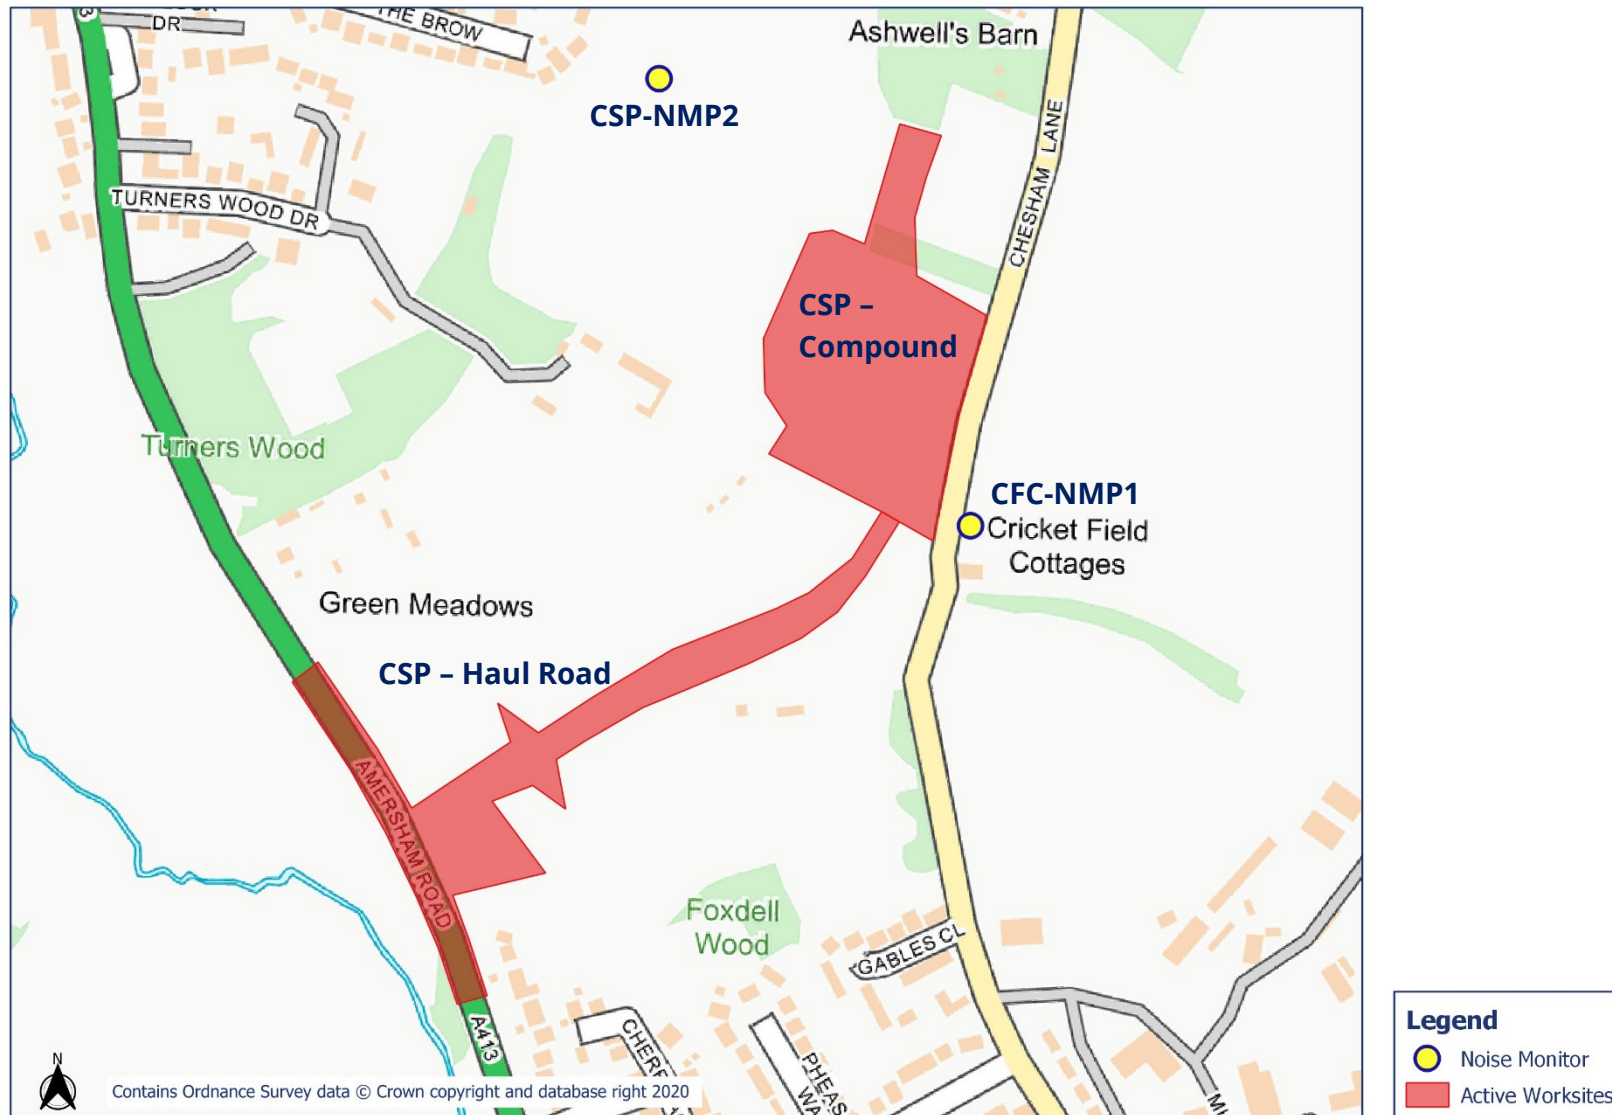 DR
THE BROW
Ashwell's Barn
CSP-NMP2
CHESHAM LANE
TURNERS WOOD DR
CSP –
Compound
Turners Wood
CFC-NMP1
Cricket Field
Cottages
Green Meadows
CSP – Haul Road
AMERSHAM ROAD
Foxdell
Wood
GABLES CL
A413
Legend
Noise Monitor
Active Worksites
N
Contains Ordnance Survey data © Crown copyright and database right 2020